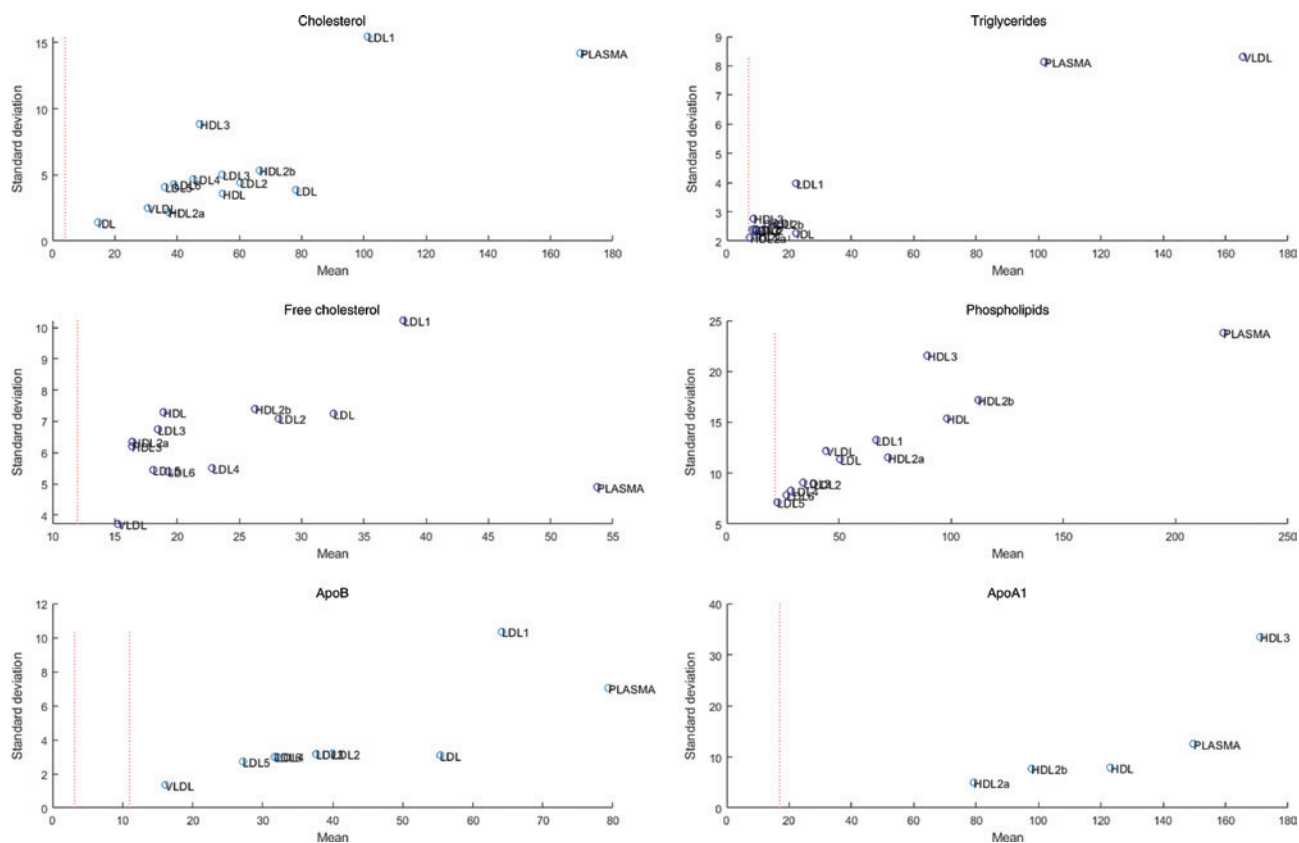 Cholesterol
Standard deviation
15
10
5
0
LDL1
PLASMA
HDL3
HDL2b
LDL3
LDL4
LDL2
LDL
HDL
VLDL
HDL2a
IDL
0 20 40 60 80 100 120 140 160 180
Mean
Triglycerides
Standard deviation
9
8
7
6
5
4
3
2
VLDL
PLASMA
LDL1
HDL3
IDL
HDL2a
0 20 40 60 80 100 120 140 160 180
Mean
Free cholesterol
Standard deviation
10
9
8
7
6
5
4
LDL1
HDL
HDL2b
LDL2
LDL
LDL3
HDL2a
HDL3
LDL5
LDL6
LDL4
PLASMA
VLDL
10 15 20 25 30 35 40 45 50 55
Mean
Phospholipids
Standard deviation
25
20
15
10
5
PLASMA
HDL3
HDL2b
HDL
LDL1
VLDL
LDL
HDL2a
LDL2
LDL4
LDL6
LDL5
0 50 100 150 200 250
Mean
ApoB
Standard deviation
12
10
8
6
4
2
0
LDL1
PLASMA
LDL2
LDL
LDL5
VLDL
0 10 20 30 40 50 60 70 80
Mean
ApoA1
Standard deviation
40
30
20
10
0
HDL3
PLASMA
HDL2b
HDL
HDL2a
0 20 40 60 80 100 120 140 160 180
Mean